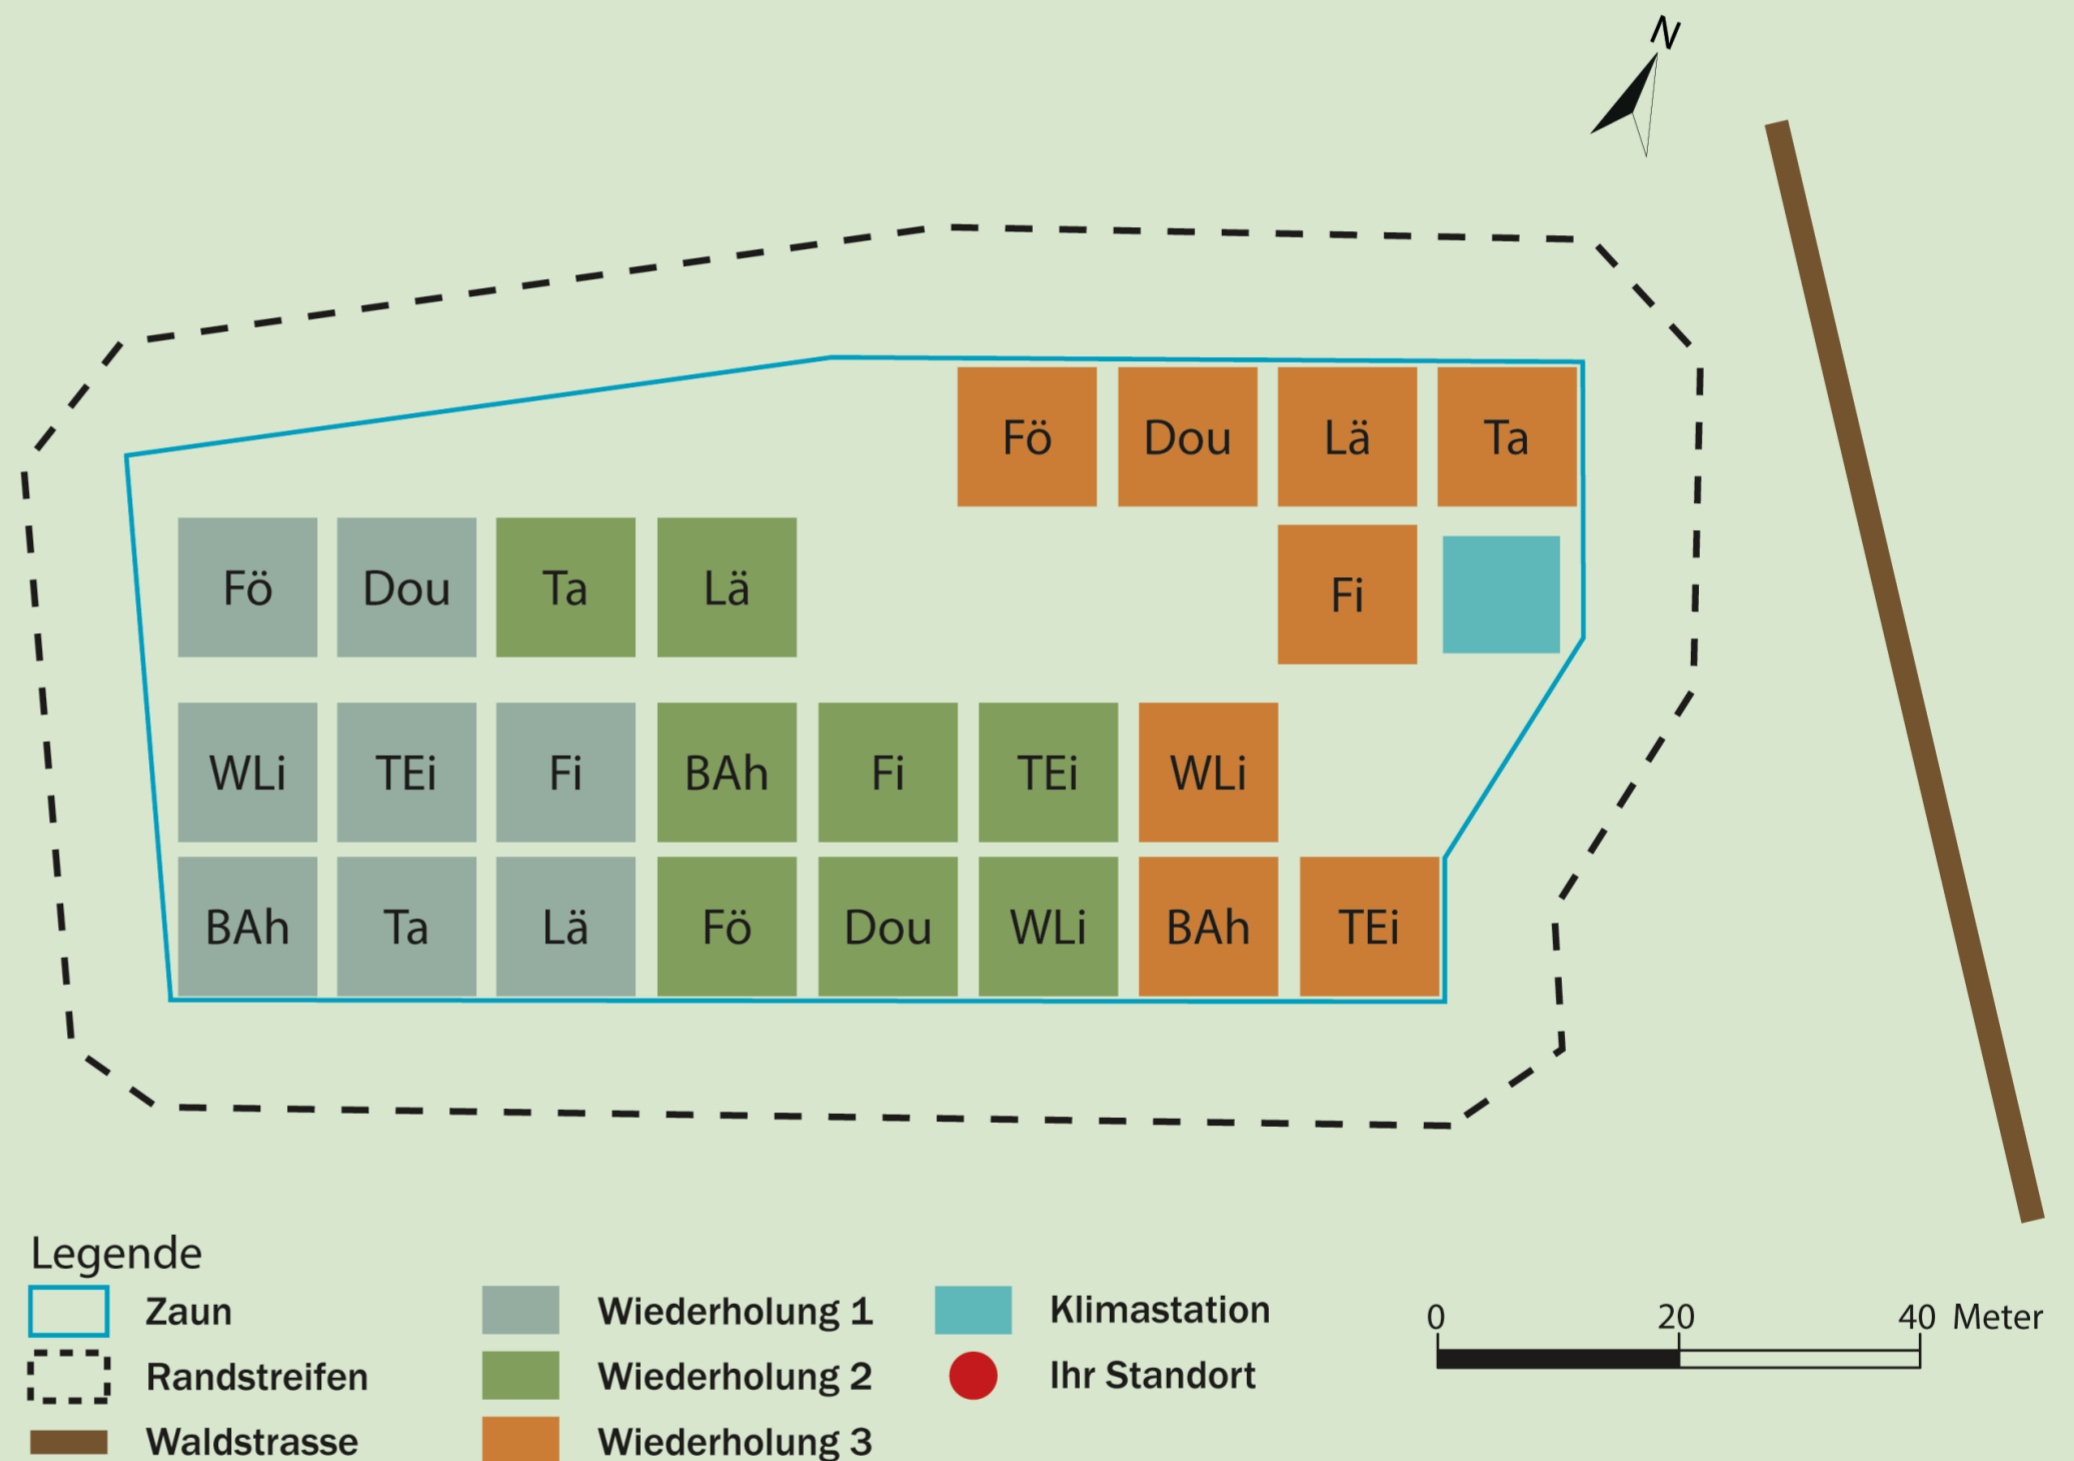 N
Fö Dou Lä Ta
Fö Dou Ta Lä Fi
WLi TEi Fi BAh Fi TEi WLi
BAh Ta Lä Fö Dou WLi BAh TEi
Legende
Zaun Wiederholung 1 Klimastation
Randstreifen Wiederholung 2 Ihr Standort
Waldstrasse Wiederholung 3
0 20 40 Meter